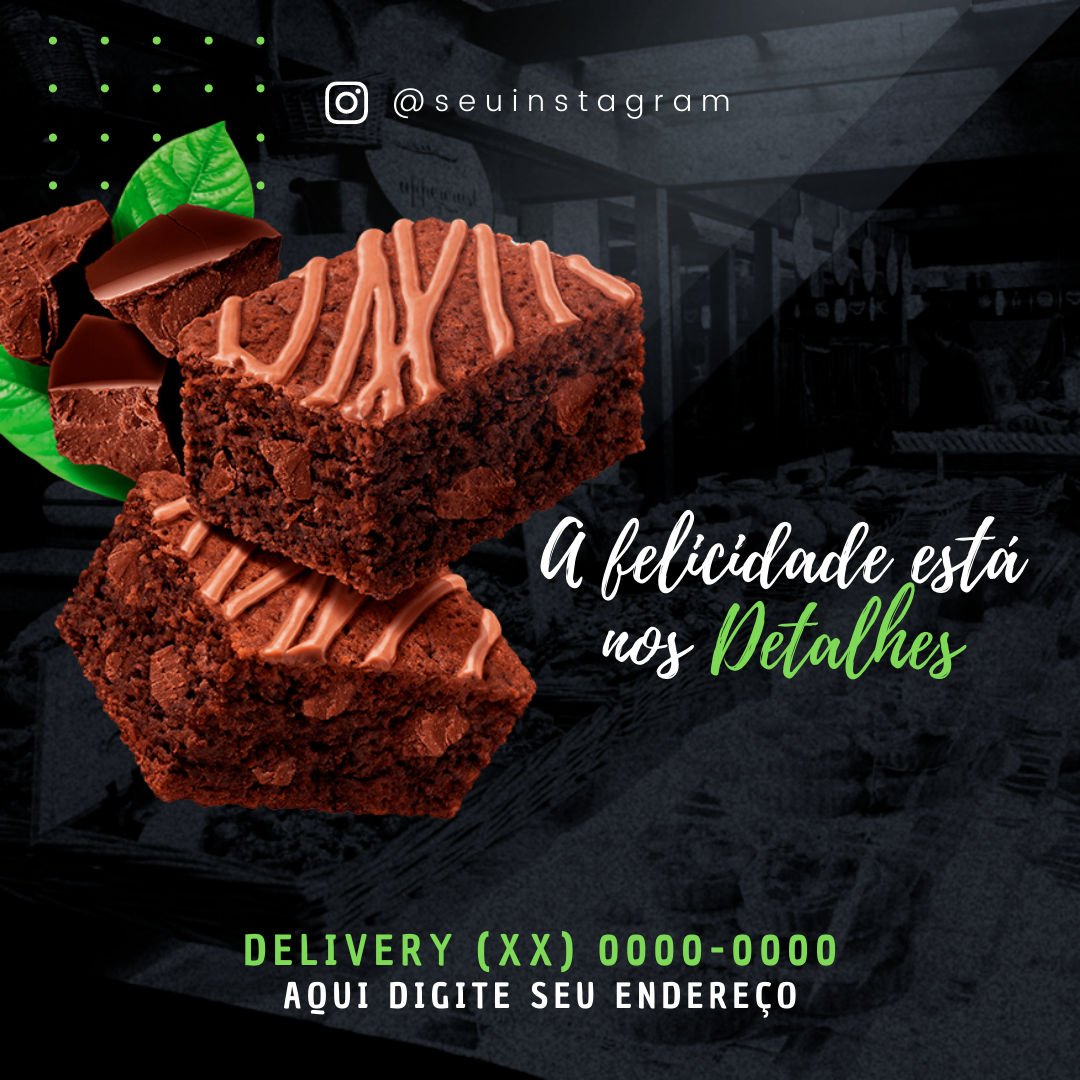 @seuinstagram
A felicidade está
nos Detalhes
DELIVERY (XX) 0000-0000
AQUI DIGITE SEU ENDEREÇO